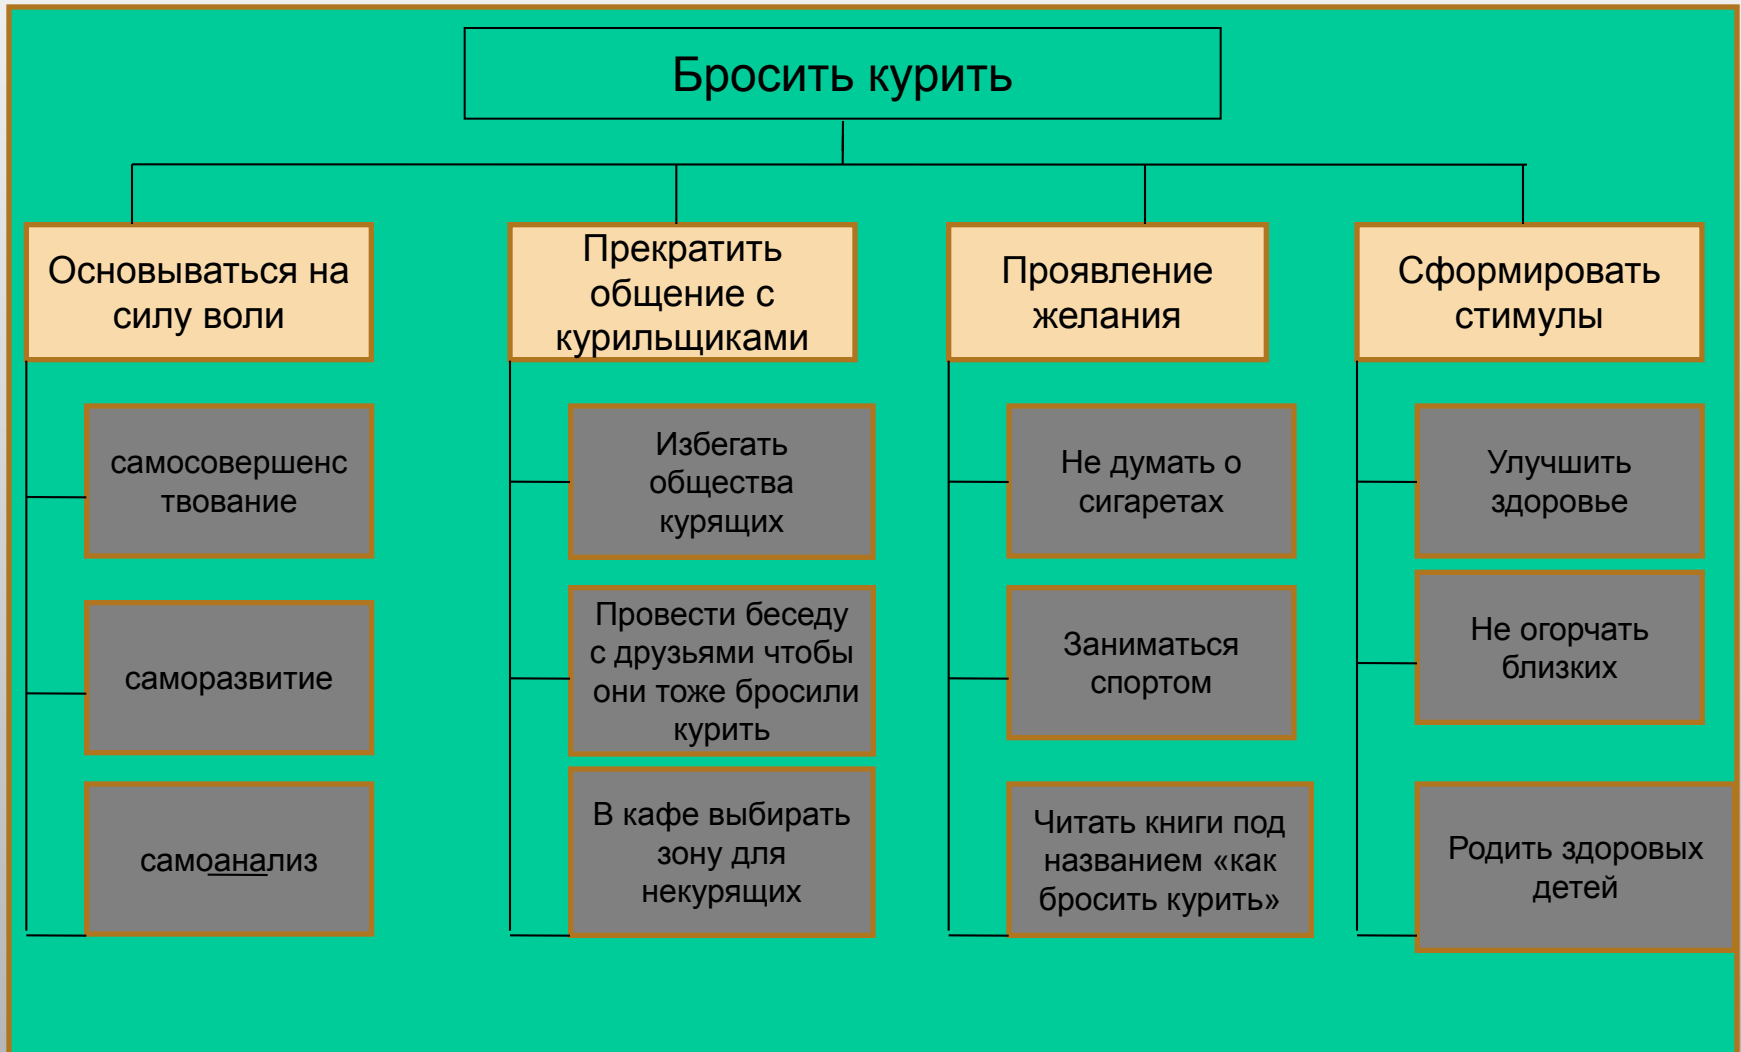 Бросить курить
Основываться на
силу воли
самосовершенс
твование
саморазвитие
самоанализ
Прекратить
общение с
курильщиками
Избегать
общества
курящих
Провести беседу
с друзьями чтобы
они тоже бросили
курить
В кафе выбирать
зону для
некурящих
Проявление
желания
Не думать о
сигаретах
Заниматься
спортом
Читать книги под
названием «как
бросить курить»
Сформировать
стимулы
Улучшить
здоровье
Не огорчать
близких
Родить здоровых
детей